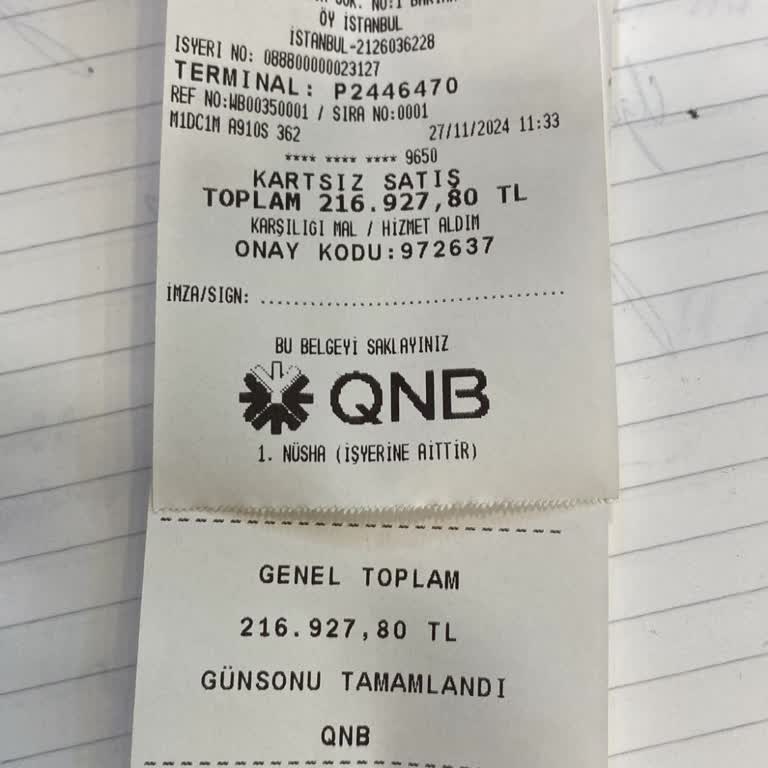 ÖY İSTANBUL
İSTANBUL-2126036228
ISYERI NO: 088800000023127
TERMINAL: P2446470
REF NO:WB00350001 / SIRA NO:0001
M1DC1M A910S 362 27/11/2024 11:33
**** **** **** 9650
KARTSIZ SATIŞ
TOPLAM 216.927,80 TL
KARŞILIĞI MAL / HİZMET ALDIM
ONAY KODU:972637
İMZA/SIGN: ....................................
BU BELGEYİ SAKLAYINIZ
QNB
1. NÜSHA (İŞYERİNE AİTTİR)
GENEL TOPLAM
216.927,80 TL
GÜNSONU TAMAMLANDI
QNB